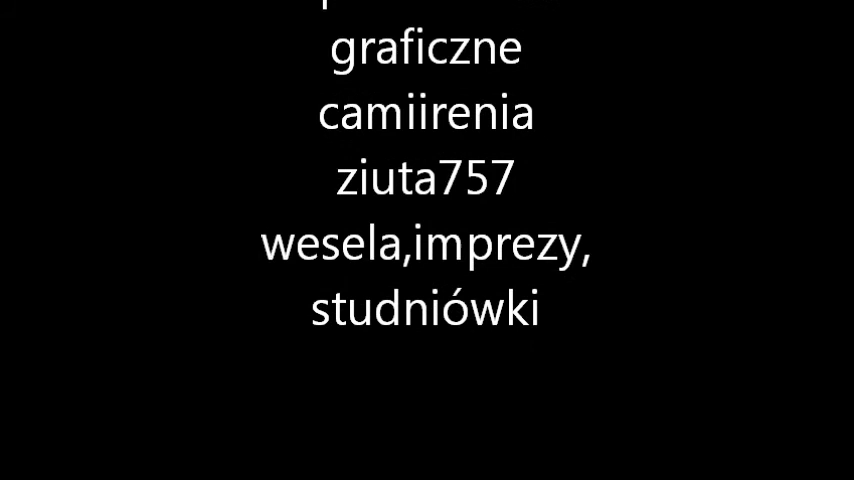 graficzne
camiirenia
ziuta757
wesela,imprezy,
studniówki